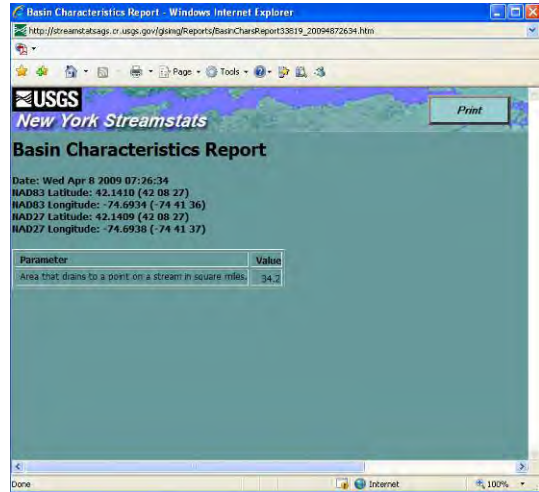 Basin Characteristics Report - Windows Internet Explorer
http://streamstatsags.cr.usgs.gov/gisimg/Reports/BasinCharsReport33819_20094872634.htm
Page Tools
USGS
New York Streamstats
Print
Basin Characteristics Report
Date: Wed Apr 8 2009 07:26:34
NAD83 Latitude: 42.1410 (42 08 27)
NAD83 Longitude: -74.6934 (-74 41 36)
NAD27 Latitude: 42.1409 (42 08 27)
NAD27 Longitude: -74.6938 (-74 41 37)
Parameter Value
Area that drains to a point on a stream in square miles. 34.2
Done Internet 100%